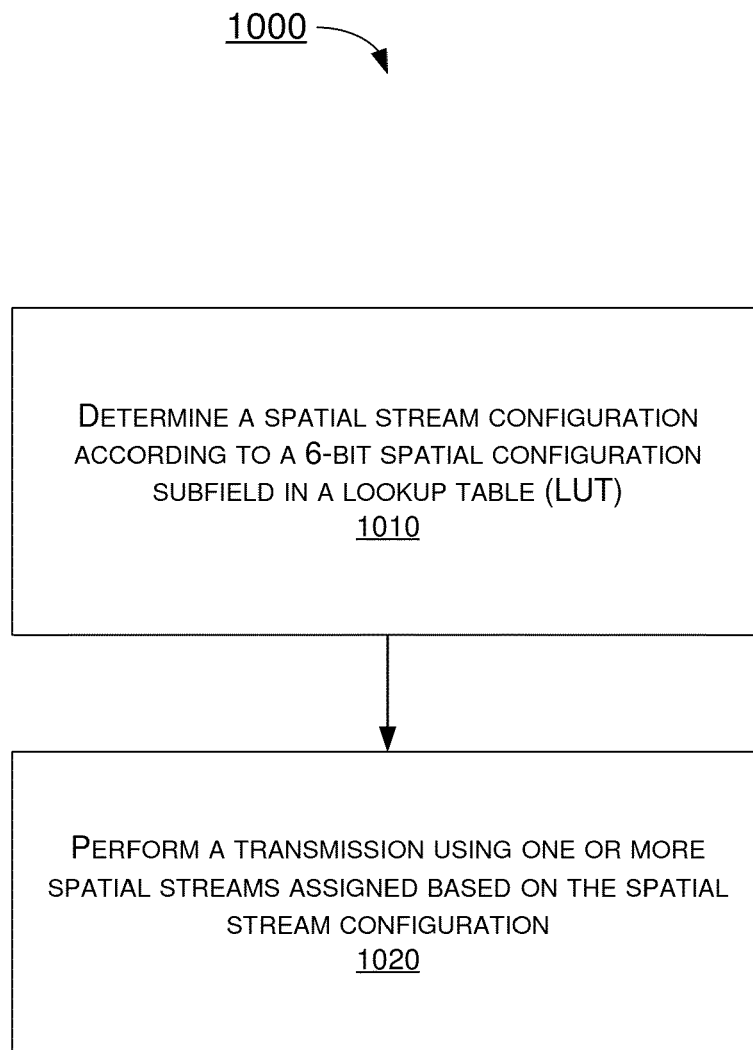 1000
DETERMINE A SPATIAL STREAM CONFIGURATION
ACCORDING TO A 6-BIT SPATIAL CONFIGURATION
SUBFIELD IN A LOOKUP TABLE (LUT)
1010
PERFORM A TRANSMISSION USING ONE OR MORE
SPATIAL STREAMS ASSIGNED BASED ON THE SPATIAL
STREAM CONFIGURATION
1020